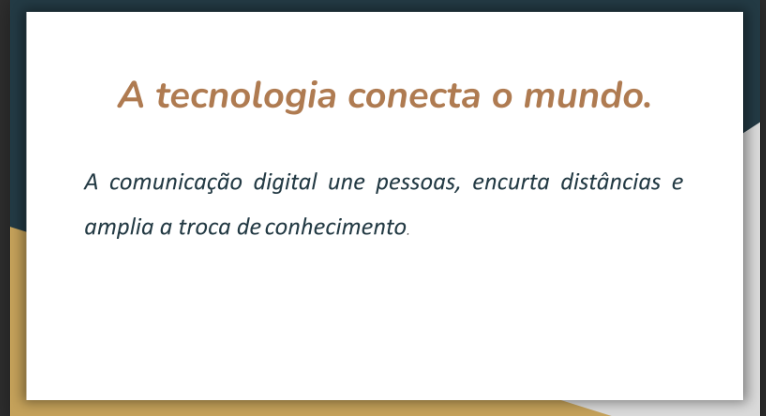 A tecnologia conecta o mundo.
A comunicação digital une pessoas, encurta distâncias e
amplia a troca de conhecimento.